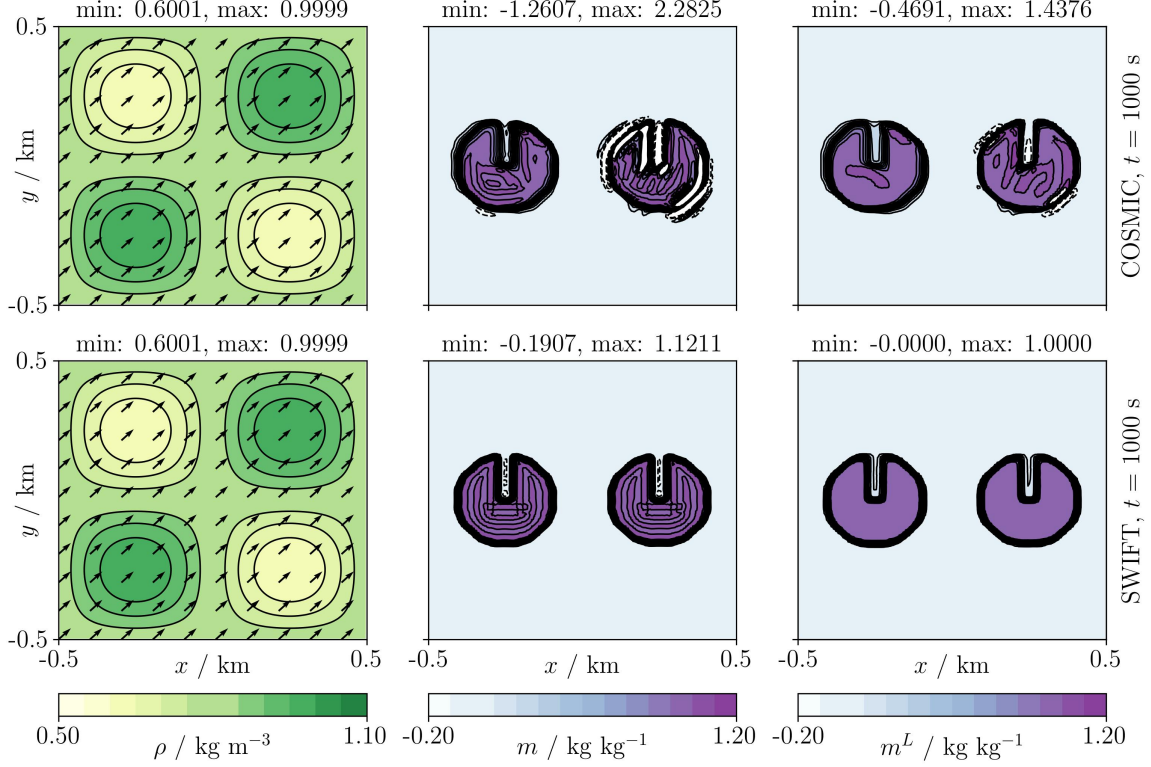 min: 0.6001, max: 0.9999
min: -1.2607, max: 2.2825
min: -0.4691, max: 1.4376
0.5
y / km
-0.5
COSMIC, t = 1000 s
min: 0.6001, max: 0.9999
min: -0.1907, max: 1.1211
min: -0.0000, max: 1.0000
0.5
y / km
-0.5
SWIFT, t = 1000 s
-0.5
x / km
0.5
-0.5
x / km
0.5
-0.5
x / km
0.5
0.50
ρ / kg m⁻³
1.10
-0.20
m / kg kg⁻¹
1.20
-0.20
mᴸ / kg kg⁻¹
1.20